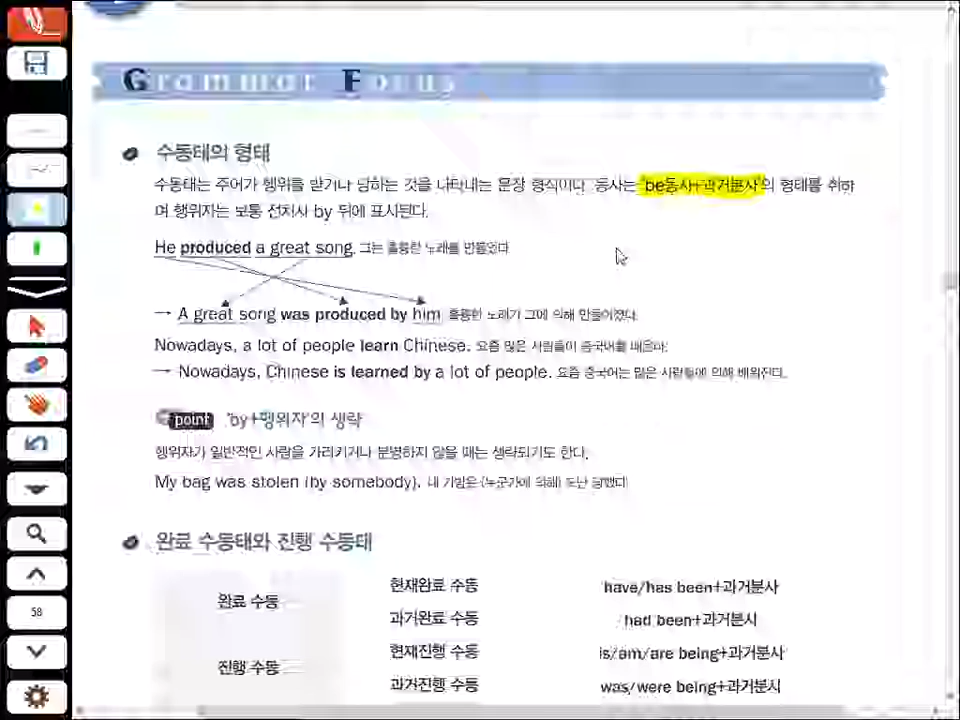 Grammar Focus
수동태의 형태
수동태는 주어가 행위를 받거나 당하는 것을 나타내는 문장 형식이다. 동사는 'be동사+과거분사'의 형태를 취하
며 행위자는 보통 전치사 by 뒤에 표시된다.
He produced a great song. 그는 훌륭한 노래를 만들었다.
→ A great song was produced by him. 훌륭한 노래가 그에 의해 만들어졌다.
Nowadays, a lot of people learn Chinese. 요즘 많은 사람들이 중국어를 배운다.
→ Nowadays, Chinese is learned by a lot of people. 요즘 중국어는 많은 사람들에 의해 배워진다.
point 'by+행위자'의 생략
행위자가 일반적인 사람을 가리키거나 분명하지 않을 때는 생략되기도 한다.
My bag was stolen (by somebody). 내 가방은 (누군가에 의해) 도난 당했다.
완료 수동태와 진행 수동태
완료 수동
현재완료 수동 have/has been+과거분사
과거완료 수동 had been+과거분사
진행 수동
현재진행 수동 is/am/are being+과거분사
과거진행 수동 was/were being+과거분사
58